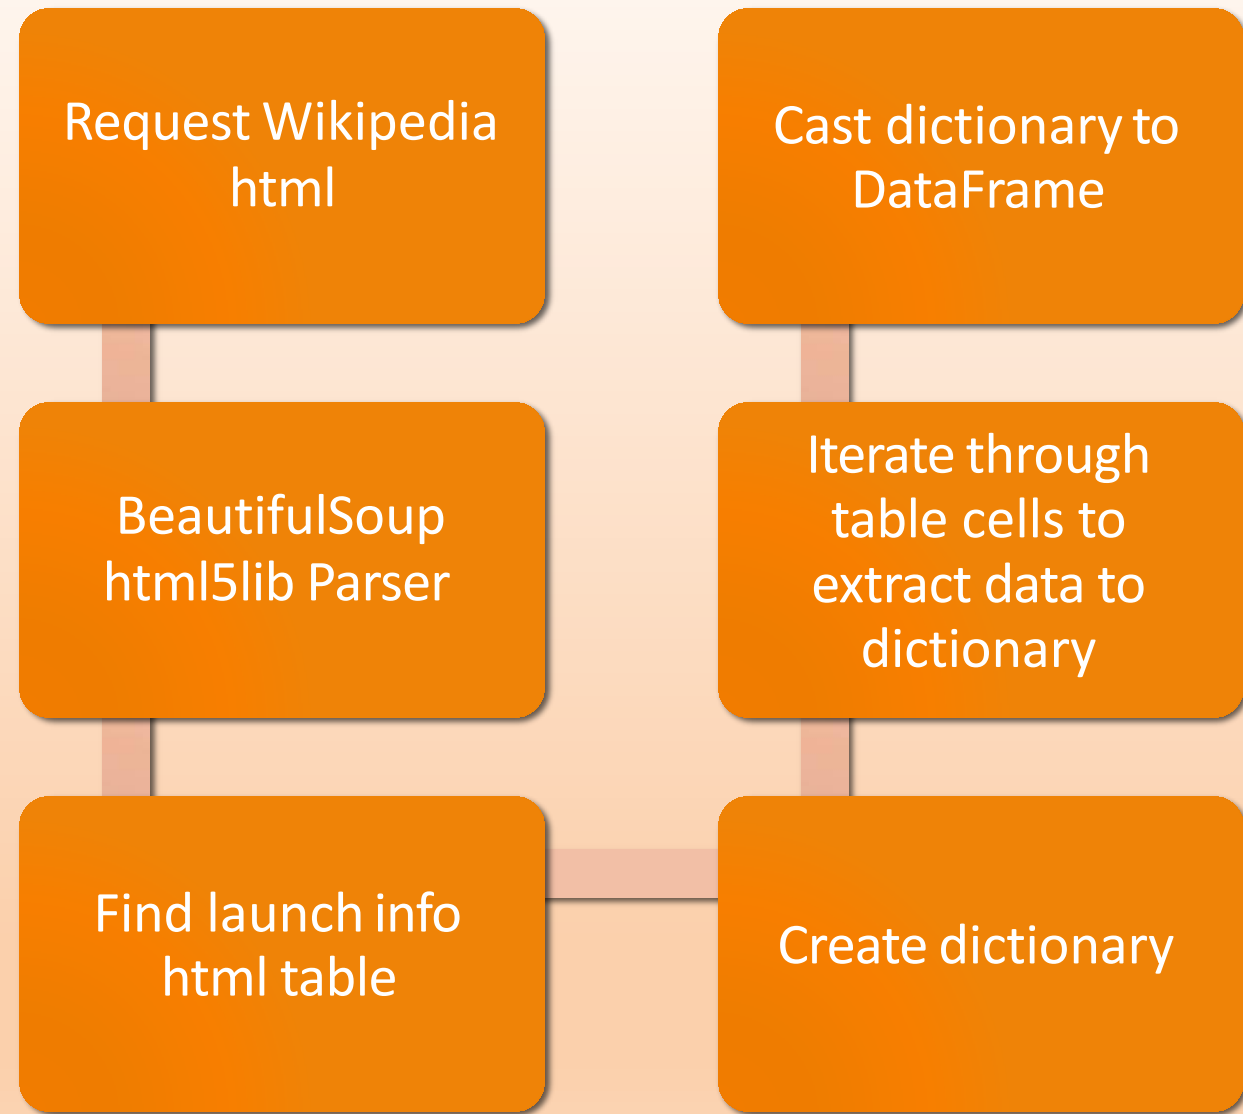 Request Wikipedia
html
BeautifulSoup
html5lib Parser
Find launch info
html table
Create dictionary
Iterate through
table cells to
extract data to
dictionary
Cast dictionary to
DataFrame